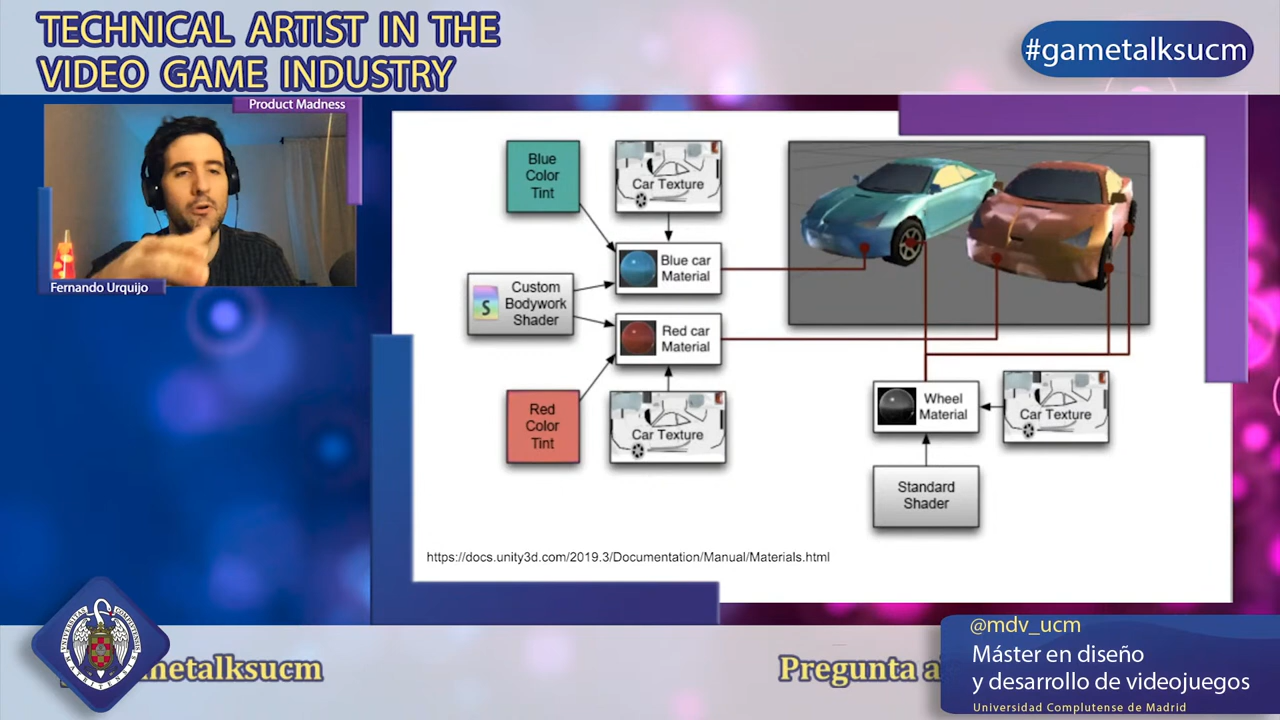 TECHNICAL ARTIST IN THE
VIDEO GAME INDUSTRY
#gametalksucm
Product Madness
Fernando Urquijo
Blue
Color
Tint
Car Texture
Blue car
Material
Custom
Bodywork
Shader
S
Red car
Material
Red
Color
Tint
Car Texture
Wheel
Material
Car Texture
Standard
Shader
https://docs.unity3d.com/2019.3/Documentation/Manual/Materials.html
metalksucm
Pregunta a
@mdv_ucm
Máster en diseño
y desarrollo de videojuegos
Universidad Complutense de Madrid